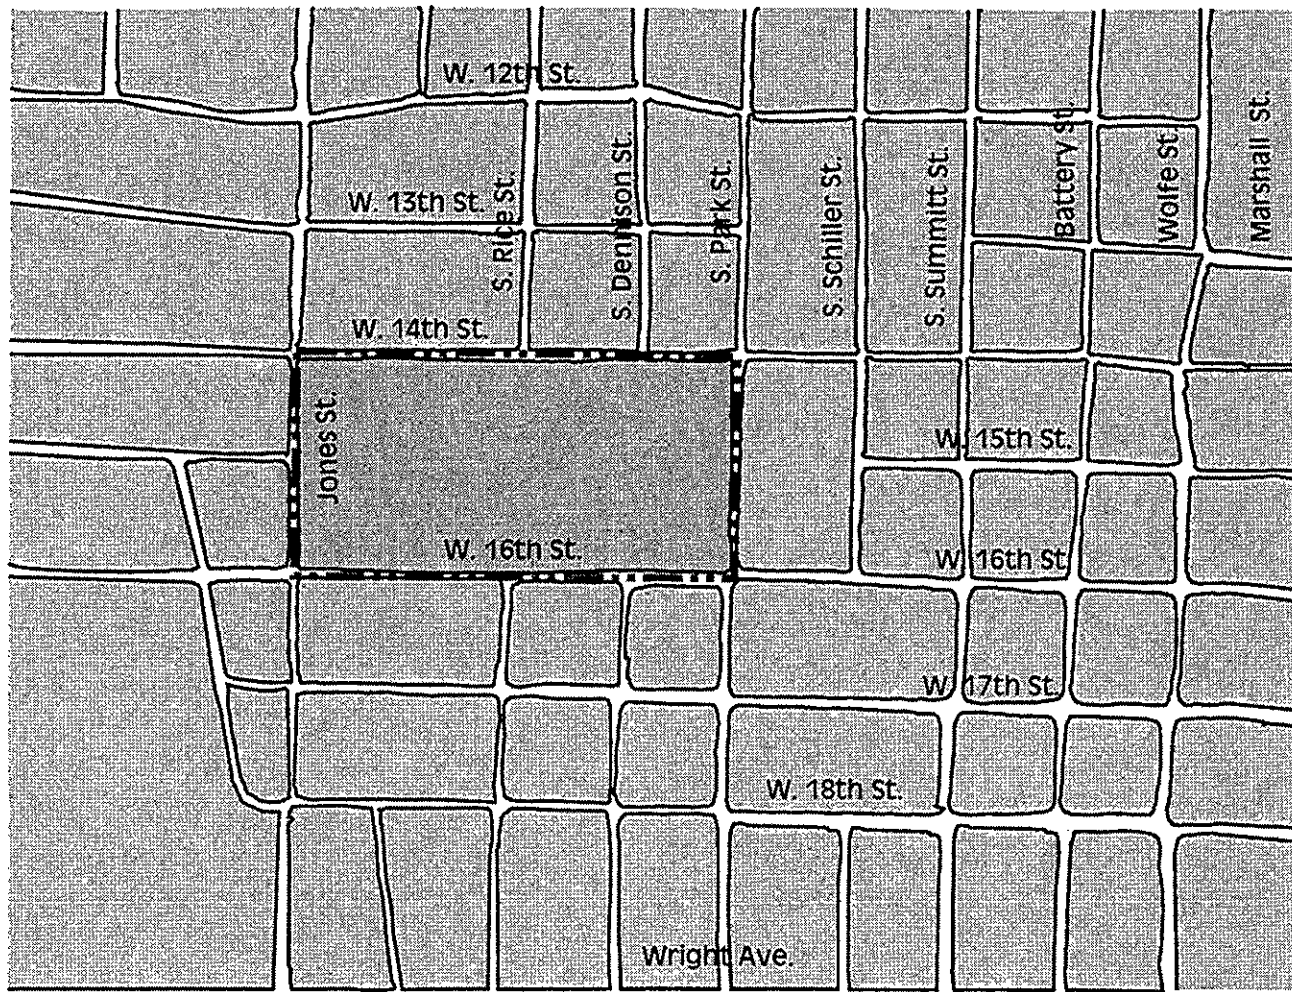 W. 12th St.
W. 13th St.
S. Rice St.
S. Dennison St.
S. Park St.
S. Schiller St.
S. Summitt St.
Battery St.
Wolfe St.
Marshall St.
W. 14th St.
Jones St.
W. 15th St.
W. 16th St.
W. 16th St.
W. 17th St.
W. 18th St.
Wright Ave.